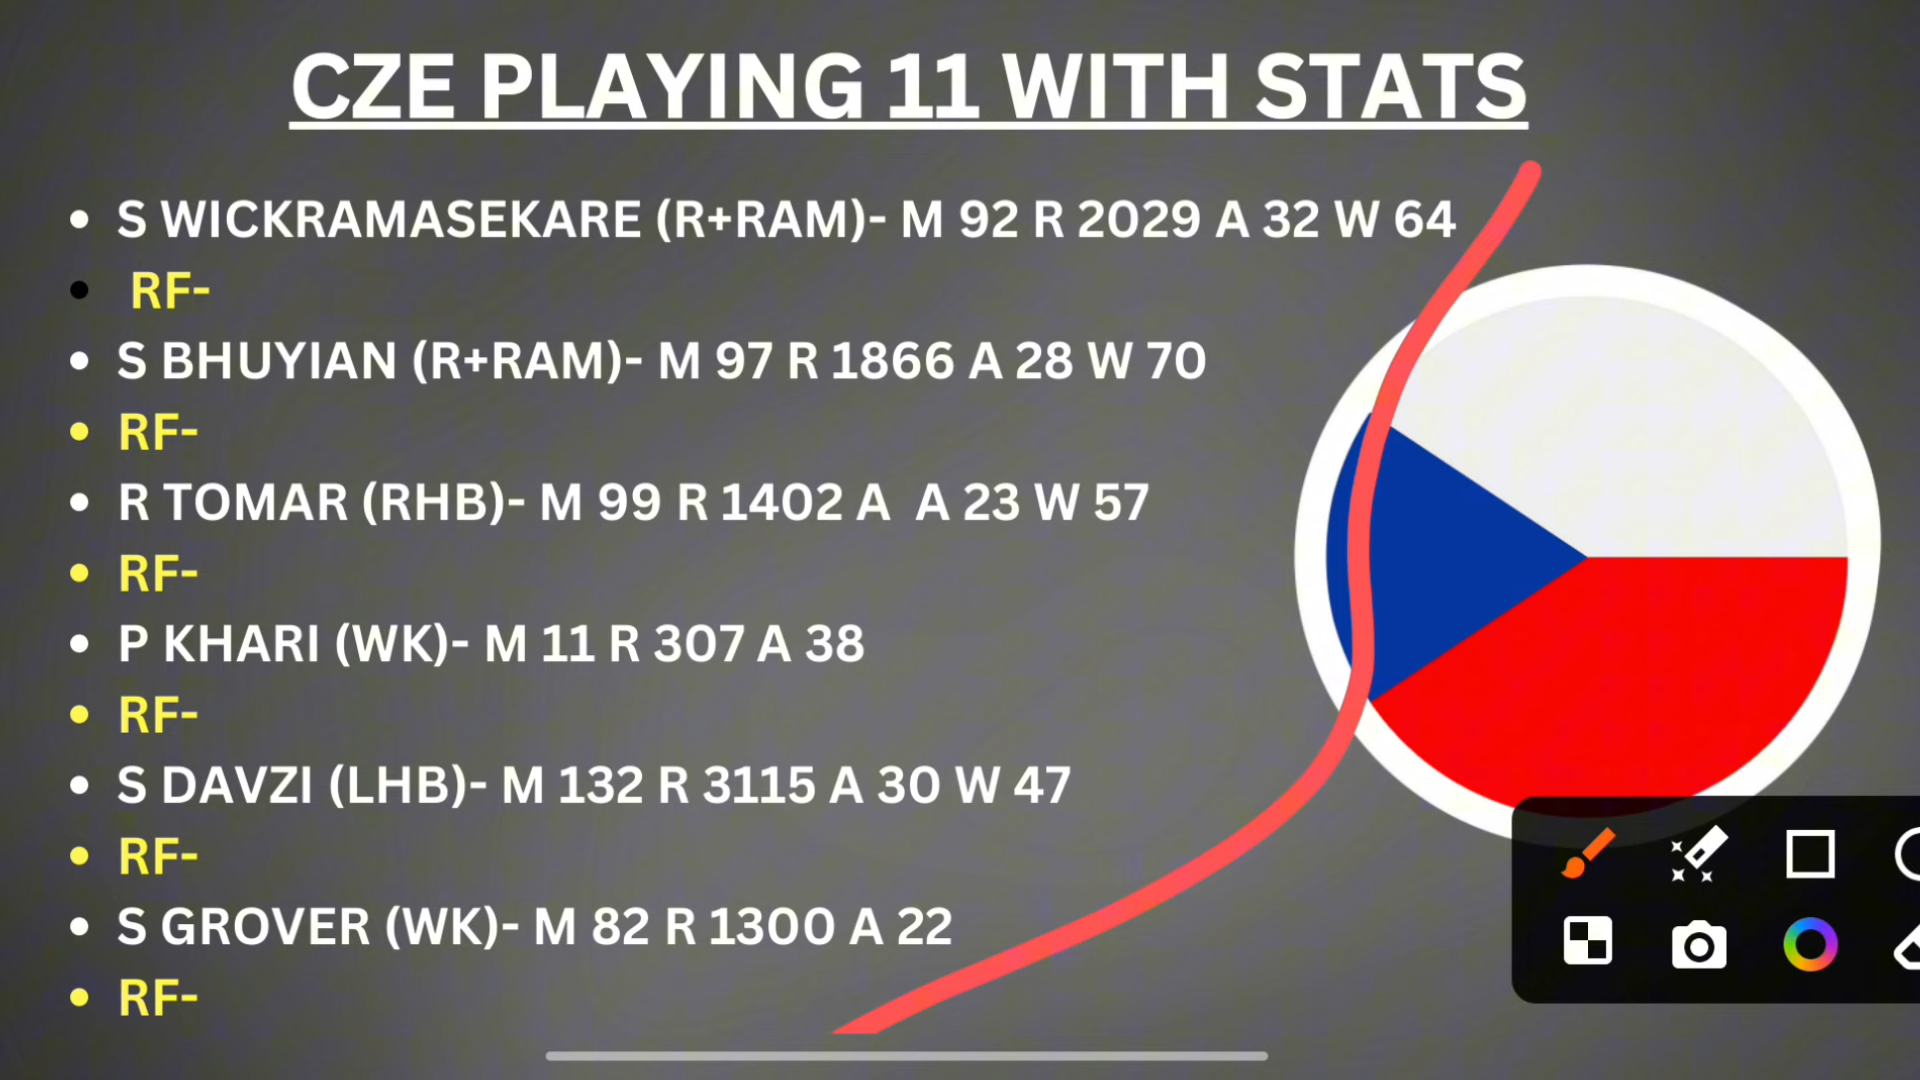 CZE PLAYING 11 WITH STATS
• S WICKRAMASEKARE (R+RAM)- M 92 R 2029 A 32 W 64
• RF-
• S BHUYIAN (R+RAM)- M 97 R 1866 A 28 W 70
• RF-
• R TOMAR (RHB)- M 99 R 1402 A  A 23 W 57
• RF-
• P KHARI (WK)- M 11 R 307 A 38
• RF-
• S DAVZI (LHB)- M 132 R 3115 A 30 W 47
• RF-
• S GROVER (WK)- M 82 R 1300 A 22
• RF-